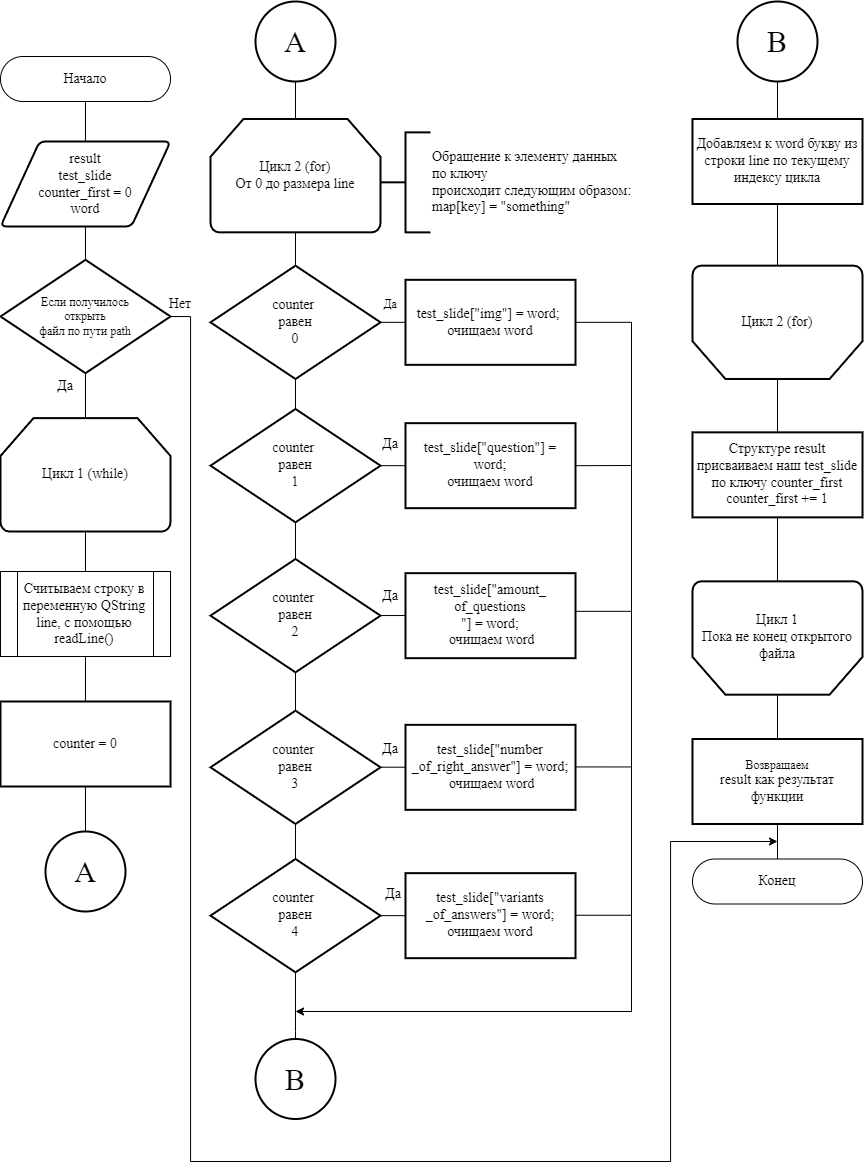 Начало
result
test_slide
counter_first = 0
word
Если получилось
открыть
файл по пути path
Нет
Да
Цикл 1 (while)
Считываем строку в
переменную QString
line, с помощью
readLine()
counter = 0
A
A
Цикл 2 (for)
От 0 до размера line
Обращение к элементу данных
по ключу
происходит следующим образом:
map[key] = "something"
counter
равен
0
Да
test_slide["img"] = word;
очищаем word
counter
равен
1
Да
test_slide["question"] =
word;
очищаем word
counter
равен
2
Да
test_slide["amount_
of_questions
"] = word;
очищаем word
counter
равен
3
Да
test_slide["number
_of_right_answer"] = word;
очищаем word
counter
равен
4
Да
test_slide["variants
_of_answers"] = word;
очищаем word
B
B
Добавляем к word букву из
строки line по текущему
индексу цикла
Цикл 2 (for)
Структуре result
присваиваем наш test_slide
по ключу counter_first
counter_first += 1
Цикл 1
Пока не конец открытого
файла
Возвращаем
result как результат
функции
Конец